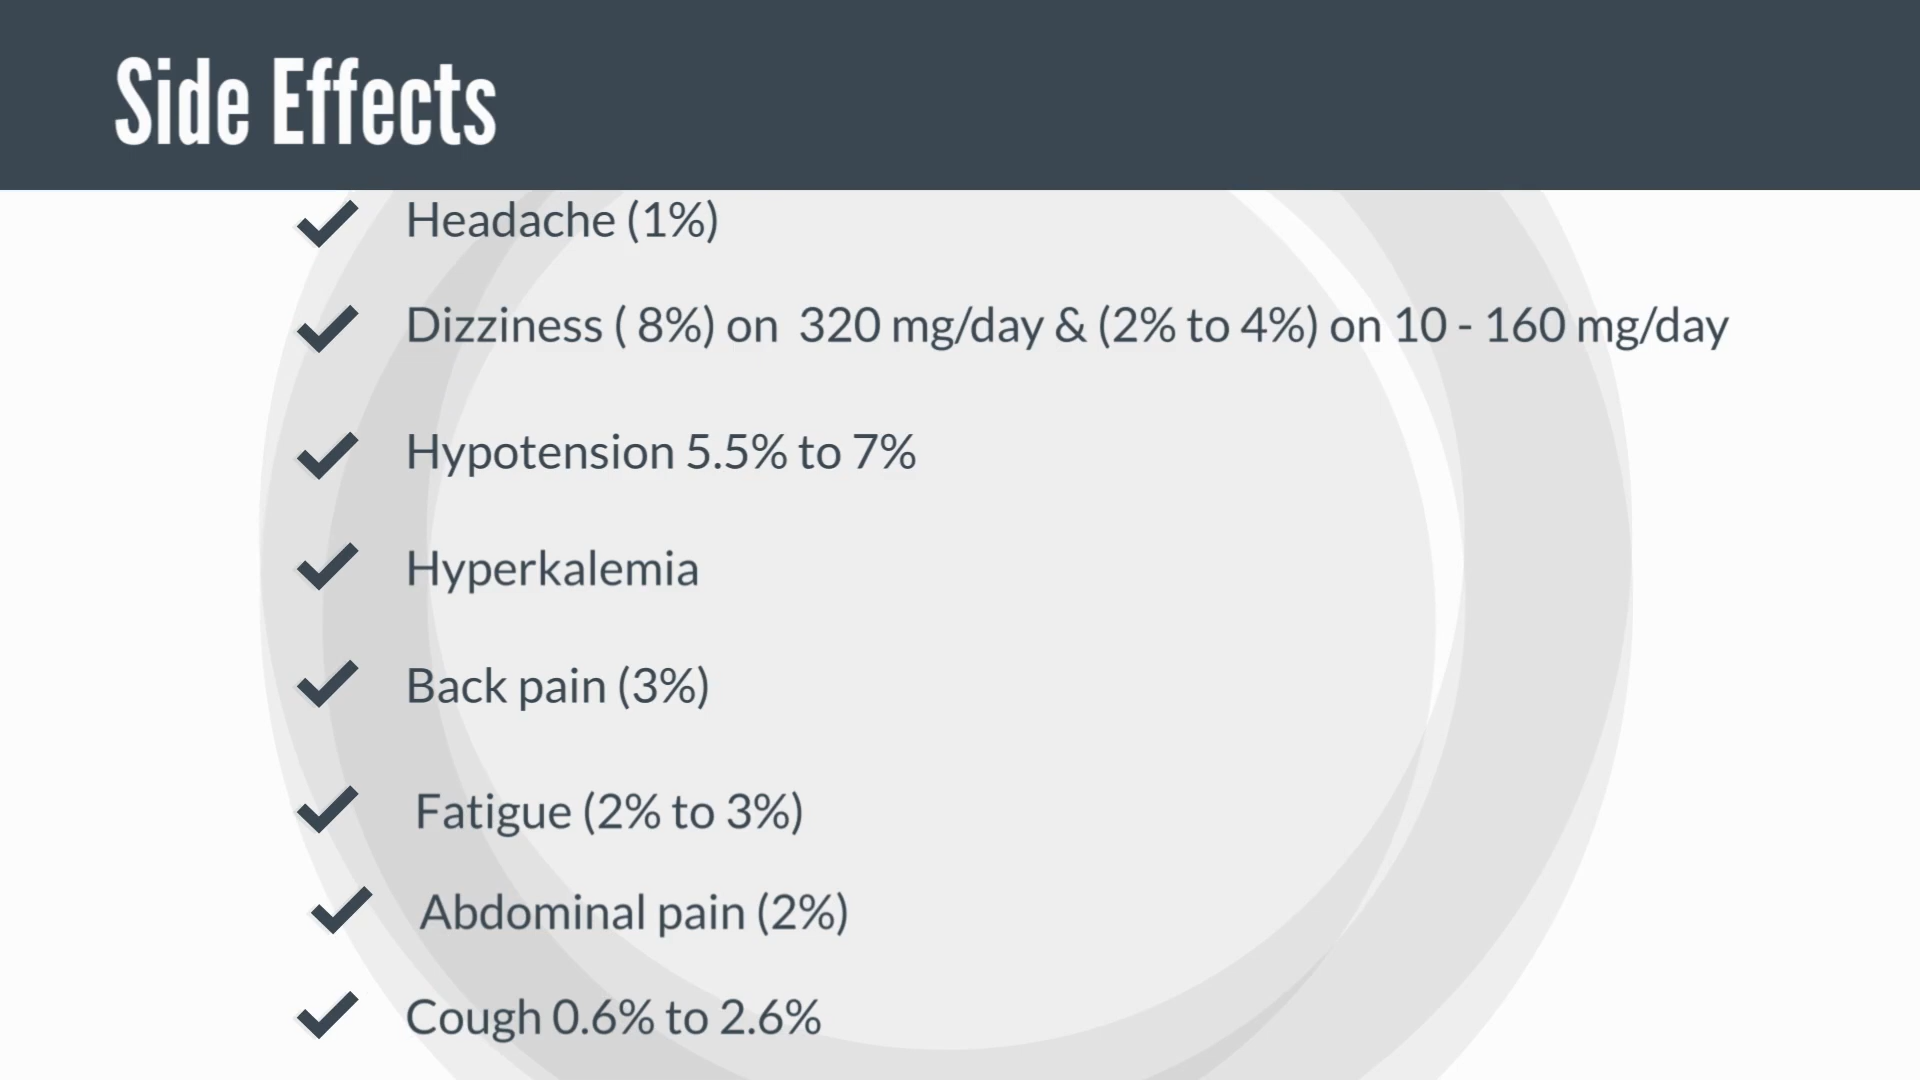 Side Effects
Headache (1%)
Dizziness ( 8%) on  320 mg/day & (2% to 4%) on 10 - 160 mg/day
Hypotension 5.5% to 7%
Hyperkalemia
Back pain (3%)
Fatigue (2% to 3%)
Abdominal pain (2%)
Cough 0.6% to 2.6%